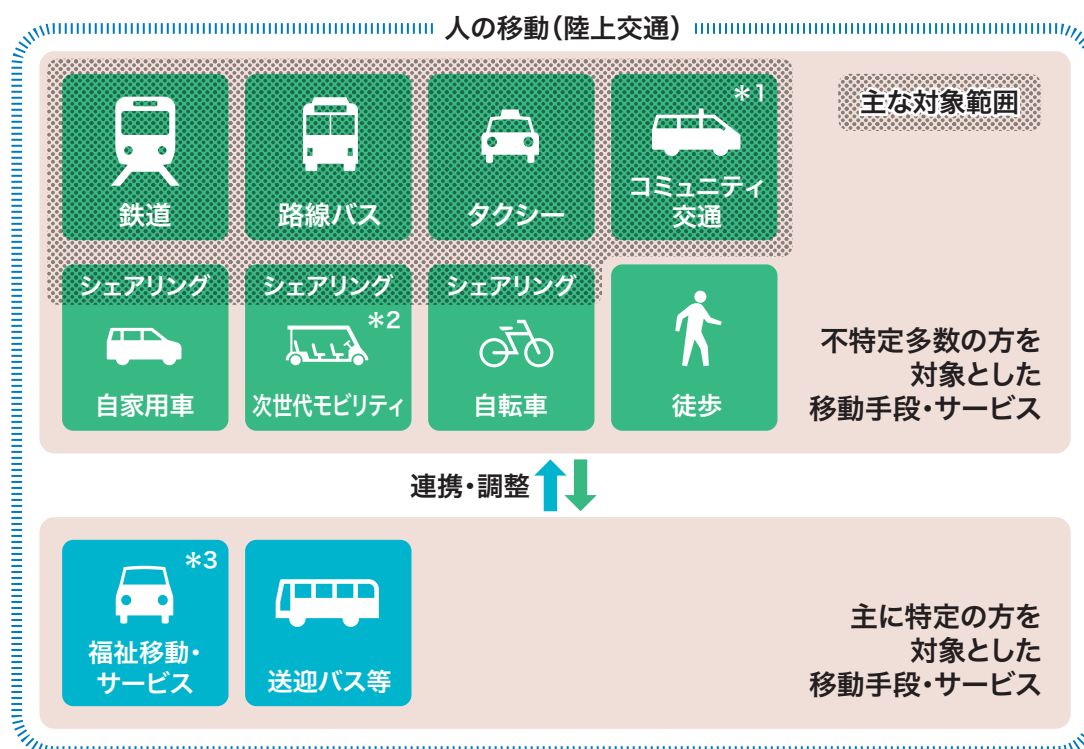 人の移動（陸上交通）
主な対象範囲
鉄道
路線バス
タクシー
＊1
コミュニティ
交通
シェアリング
自家用車
シェアリング
＊2
次世代モビリティ
シェアリング
自転車
徒歩
不特定多数の方を
対象とした
移動手段・サービス
連携・調整
＊3
福祉移動・
サービス
送迎バス等
主に特定の方を
対象とした
移動手段・サービス